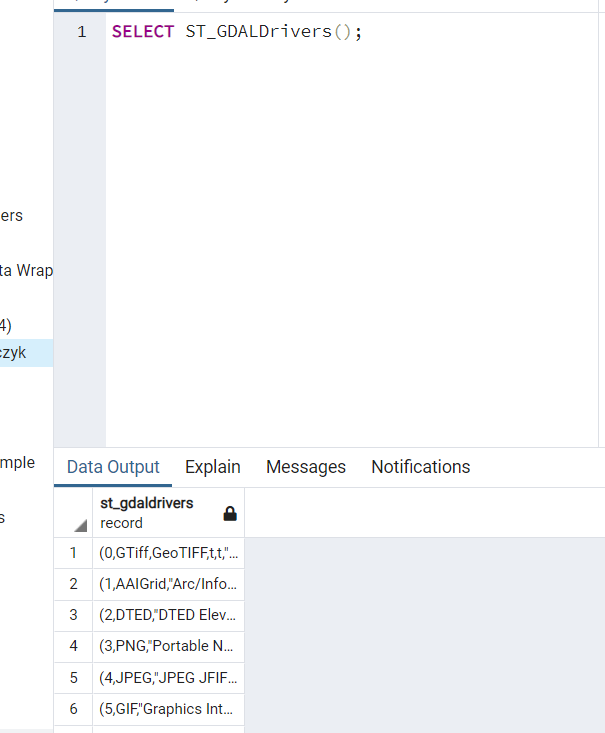 1 SELECT ST_GDALDrivers();
ers
ta Wrap
4)
czyk
mple
s
Data Output Explain Messages Notifications
st_gdaldrivers
record
1 (0,GTiff,GeoTIFF,t,t,"...
2 (1,AAIGrid,"Arc/Info...
3 (2,DTED,"DTED Elev...
4 (3,PNG,"Portable N...
5 (4,JPEG,"JPEG JFIF...
6 (5,GIF,"Graphics Int...